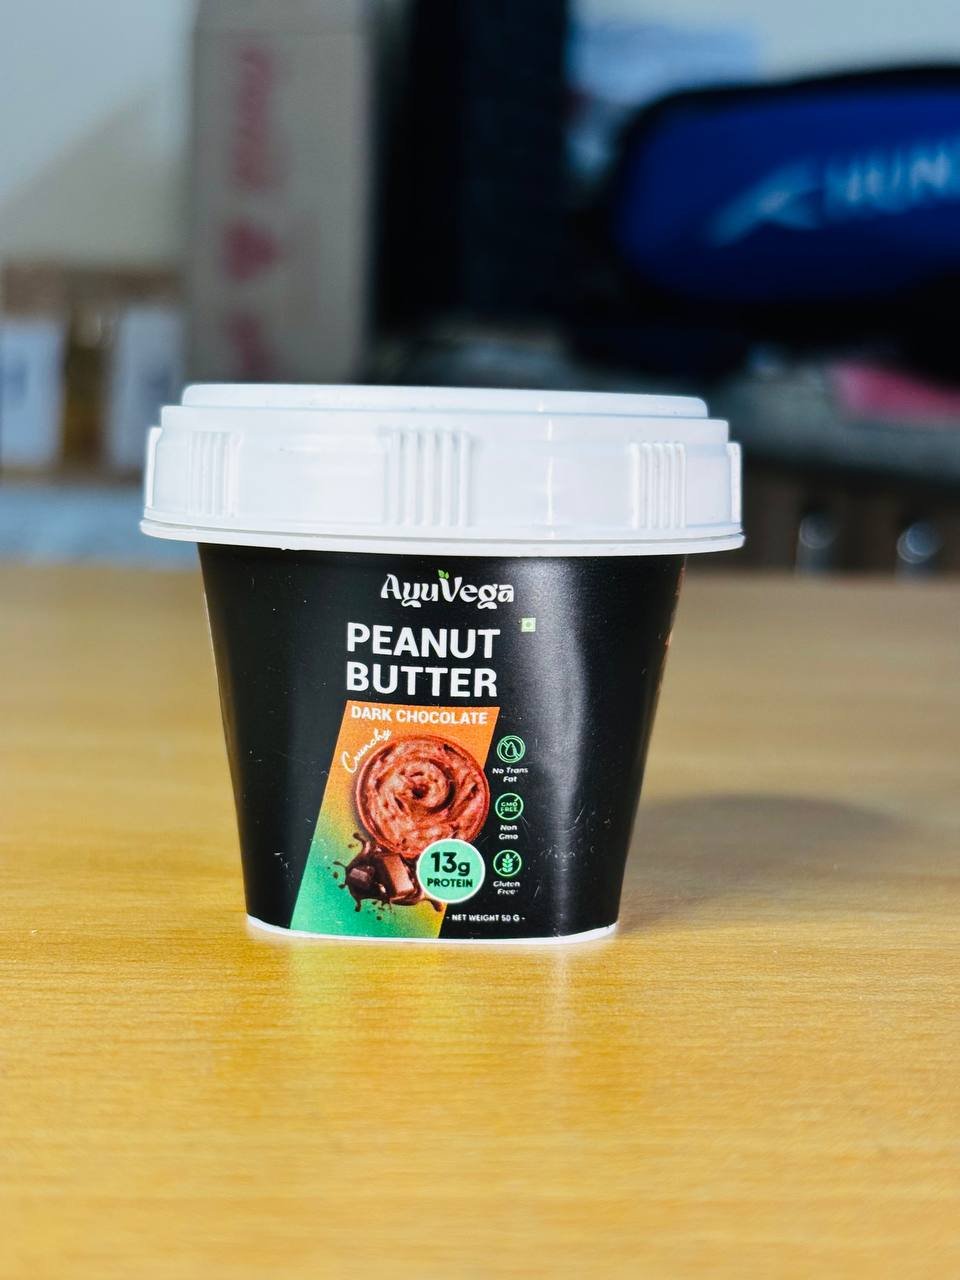 AyuVega
PEANUT
BUTTER
DARK CHOCOLATE
Crunchy
No Trans
Fat
GMO
FREE
Non
Gmo
13g
PROTEIN
Gluten
Free
- NET WEIGHT 50 G -